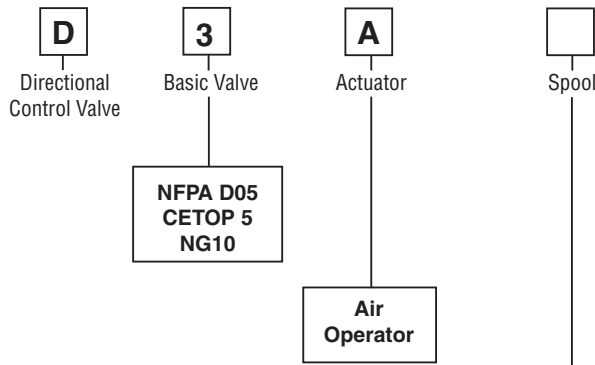 D
3
A
Directional
Control Valve
Basic Valve
Actuator
Spool
NFPA D05
CETOP 5
NG10
Air
Operator